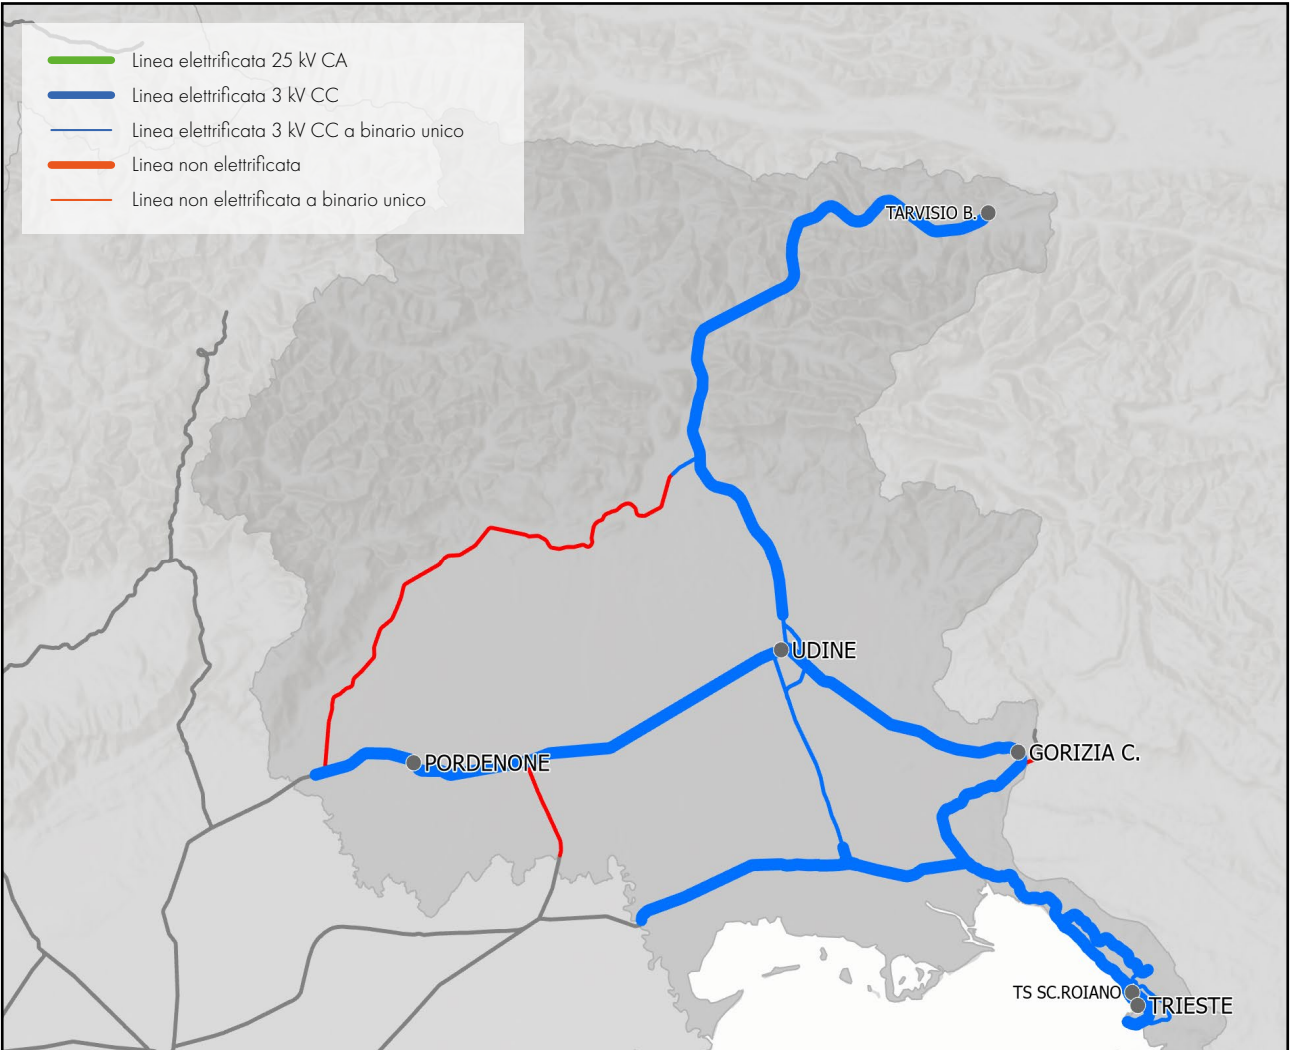 Linea elettrificata 25 kV CA
Linea elettrificata 3 kV CC
Linea elettrificata 3 kV CC a binario unico
Linea non elettrificata
Linea non elettrificata a binario unico
TARVISIO B.
UDINE
GORIZIA C.
PORDENONE
TS SC.ROIANO
TRIESTE